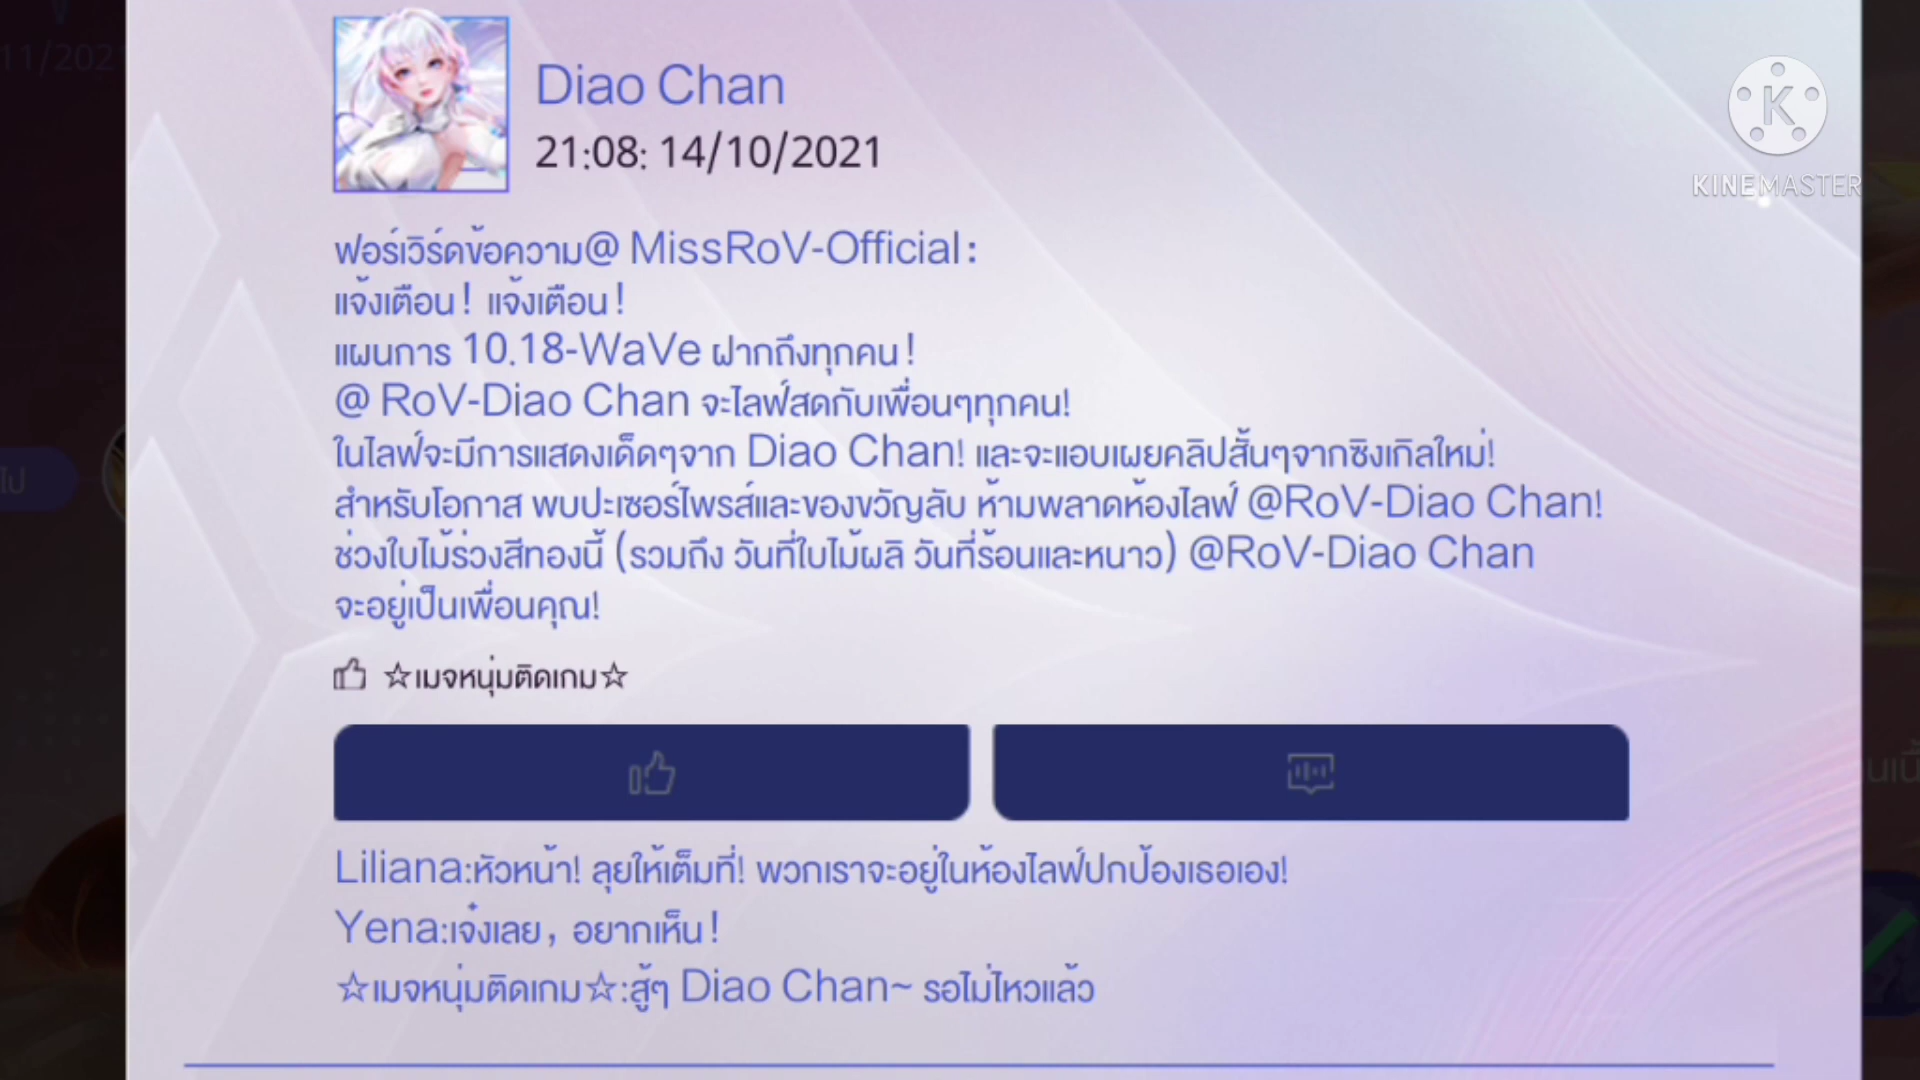 11/2021
Diao Chan
21:08: 14/10/2021
KINEMASTER
ฟอร์เวิร์ดข้อความ@ MissRoV-Official:
แจ้งเตือน! แจ้งเตือน!
แผนการ 10.18-WaVe ฝากถึงทุกคน!
@ RoV-Diao Chan จะไลฟ์สดกับเพื่อนๆทุกคน!
ในไลฟ์จะมีการแสดงเด็ดๆจาก Diao Chan! และจะแอบเผยคลิปสั้นๆจากซิงเกิลใหม่!
สำหรับโอกาส พบปะเซอร์ไพรส์และของขวัญลับ ห้ามพลาดห้องไลฟ์ @RoV-Diao Chan!
ช่วงใบไม้ร่วงสีทองนี้ (รวมถึง วันที่ใบไม้ผลิ วันที่ร้อนและหนาว) @RoV-Diao Chan
จะอยู่เป็นเพื่อนคุณ!
☆เมจหนุ่มติดเกม☆
Liliana:หัวหน้า! ลุยให้เต็มที่! พวกเราจะอยู่ในห้องไลฟ์ปกป้องเธอเอง!
Yena:เจ๋งเลย, อยากเห็น!
☆เมจหนุ่มติดเกม☆:สู้ๆ Diao Chan~ รอไม่ไหวแล้ว